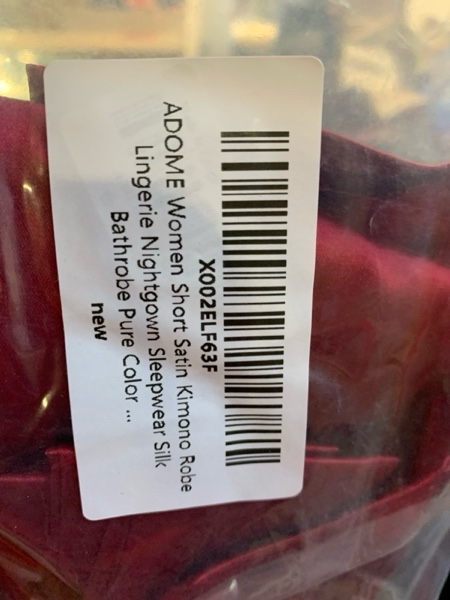 X002ELF63F
ADOME Women Short Satin Kimono Robe
Lingerie Nightgown Sleepwear Silk
Bathrobe Pure Color ...
new